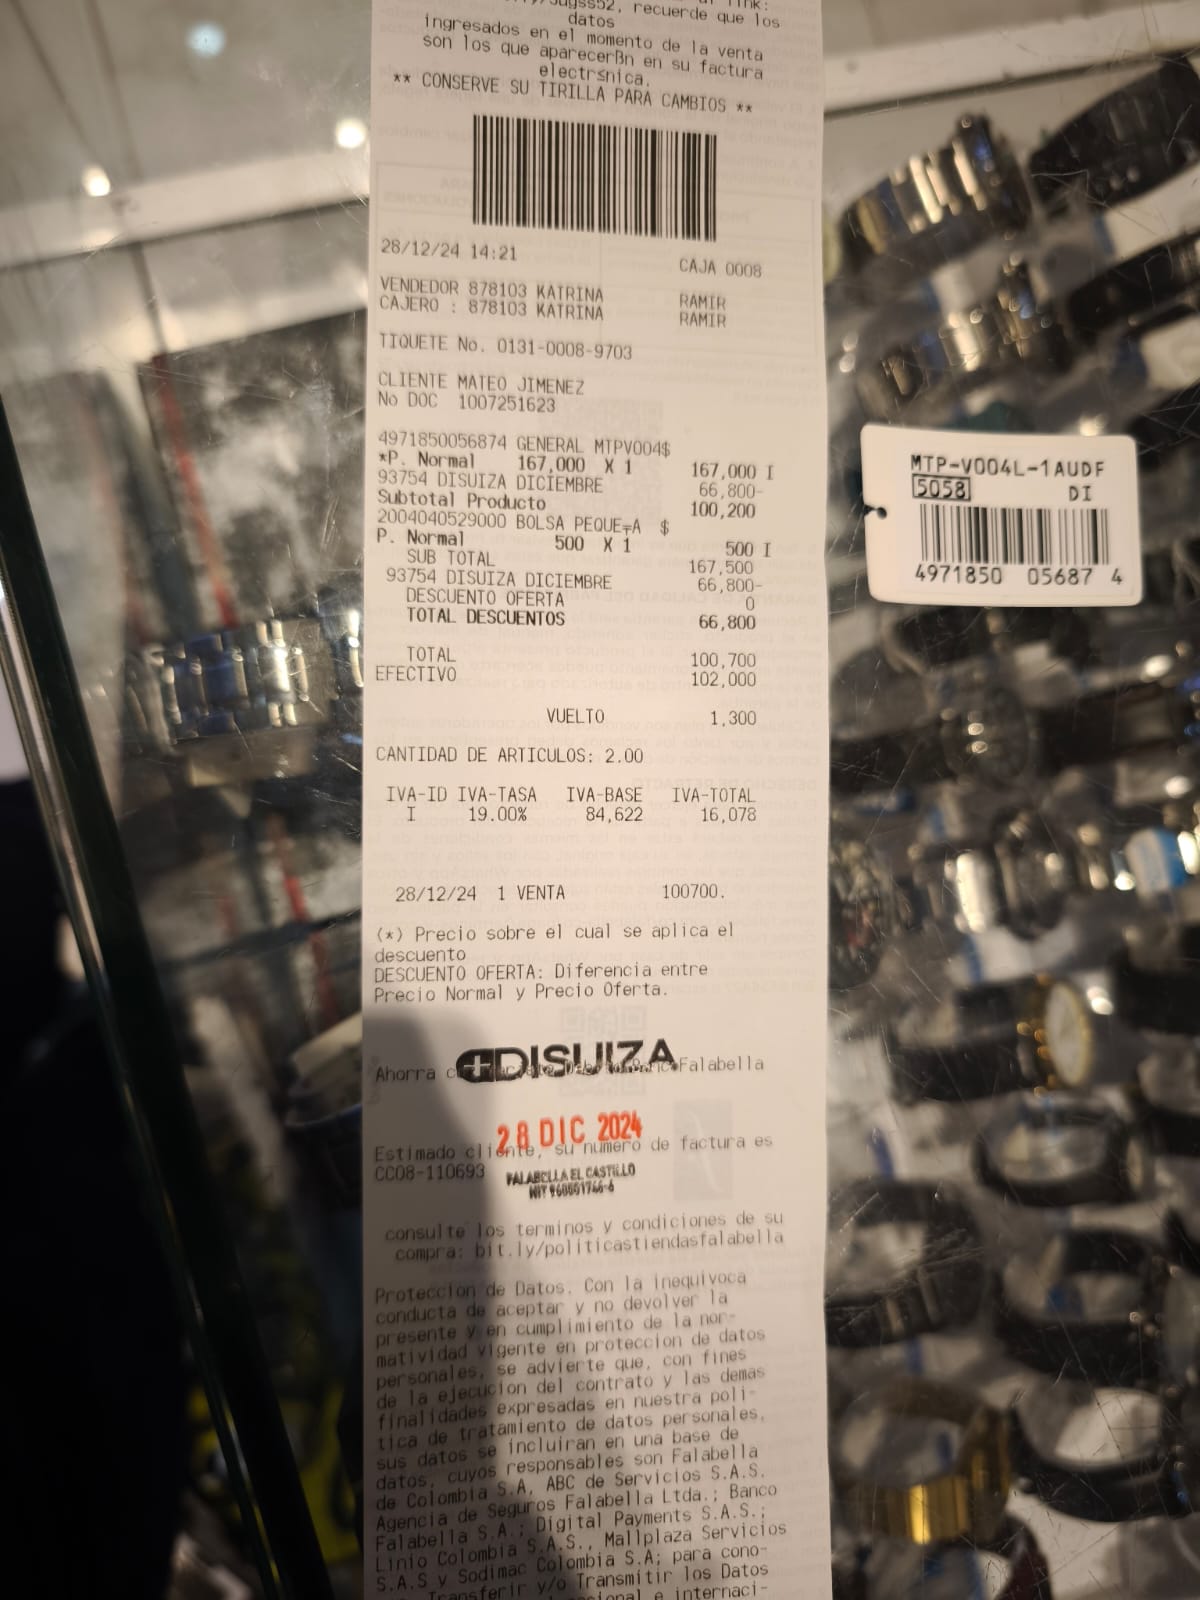 recuerde que los
datos
ingresados en el momento de la venta
son los que aparecerBn en su factura
electrsnica.
** CONSERVE SU TIRILLA PARA CAMBIOS **
28/12/24 14:21 CAJA 0008
VENDEDOR 878103 KATRINA RAMIR
CAJERO : 878103 KATRINA RAMIR
TIQUETE No. 0131-0008-9703
CLIENTE MATEO JIMENEZ
No DOC 1007251623
4971850056874 GENERAL MTPV004$
*P. Normal 167,000 X 1 167,000 I
93754 DISUIZA DICIEMBRE 66,800-
Subtotal Producto 100,200
2004040529000 BOLSA PEQUE╤A $
P. Normal 500 X 1 500 I
SUB TOTAL 167,500
93754 DISUIZA DICIEMBRE 66,800-
DESCUENTO OFERTA 0
TOTAL DESCUENTOS 66,800
TOTAL 100,700
EFECTIVO 102,000
VUELTO 1,300
CANTIDAD DE ARTICULOS: 2.00
IVA-ID IVA-TASA IVA-BASE IVA-TOTAL
I 19.00% 84,622 16,078
28/12/24 1 VENTA 100700.
(*) Precio sobre el cual se aplica el
descuento
DESCUENTO OFERTA: Diferencia entre
Precio Normal y Precio Oferta.
DISUIZA
Ahorra Falabella
28 DIC 2024
Estimado cliente, su numero de factura es
CC08-110693
FALABELLA EL CASTILLO
consulte los terminos y condiciones de su
compra: bit.ly/politicastiendasfalabella
Proteccion de Datos. Con la inequivoca
conducta de aceptar y no devolver la
presente y en cumplimiento de la nor-
matividad vigente en proteccion de datos
personales, se advierte que, con fines
de la ejecucion del contrato y las demas
finalidades expresadas en nuestra poli-
tica de tratamiento de datos personales,
sus datos se incluiran en una base de
datos, cuyos responsables son Falabella
de Colombia S.A, ABC de Servicios S.A.S.
Agencia de Seguros Falabella Ltda.; Banco
Falabella S.A.; Digital Payments S.A.S.;
Linio Colombia S.A.S., Mallplaza Servicios
S.A.S y Sodimac Colombia S.A; para cono-
Transferir y/o Transmitir los Datos
e internaci-
MTP-V004L-1AUDF
5058 DI
4971850 05687 4